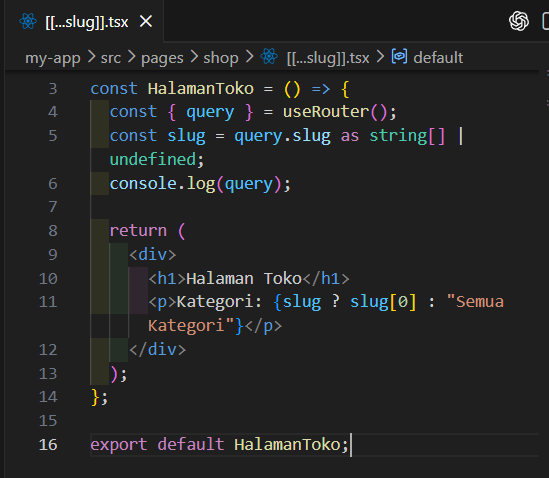 [[...slug]].tsx
my-app > src > pages > shop > [[...slug]].tsx > default
3 const HalamanToko = () => {
4 const { query } = useRouter();
5 const slug = query.slug as string[] |
undefined;
6 console.log(query);
7
8 return (
9 <div>
10 <h1>Halaman Toko</h1>
11 <p>Kategori: {slug ? slug[0] : "Semua
Kategori"}</p>
12 </div>
13 );
14 };
15
16 export default HalamanToko;